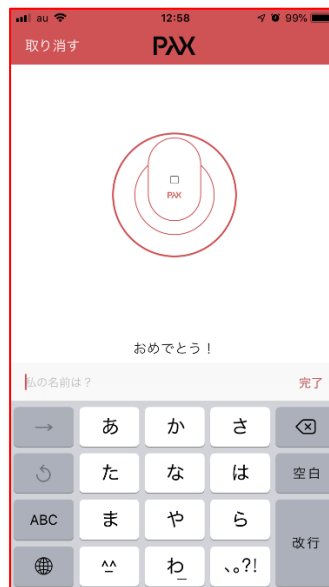 au 12:58 99%
取り消す PAX
PAX
おめでとう！
私の名前は？ 完了
→ あ か さ
た な は 空白
ABC ま や ら
改行
^^ わ_ 、。?!